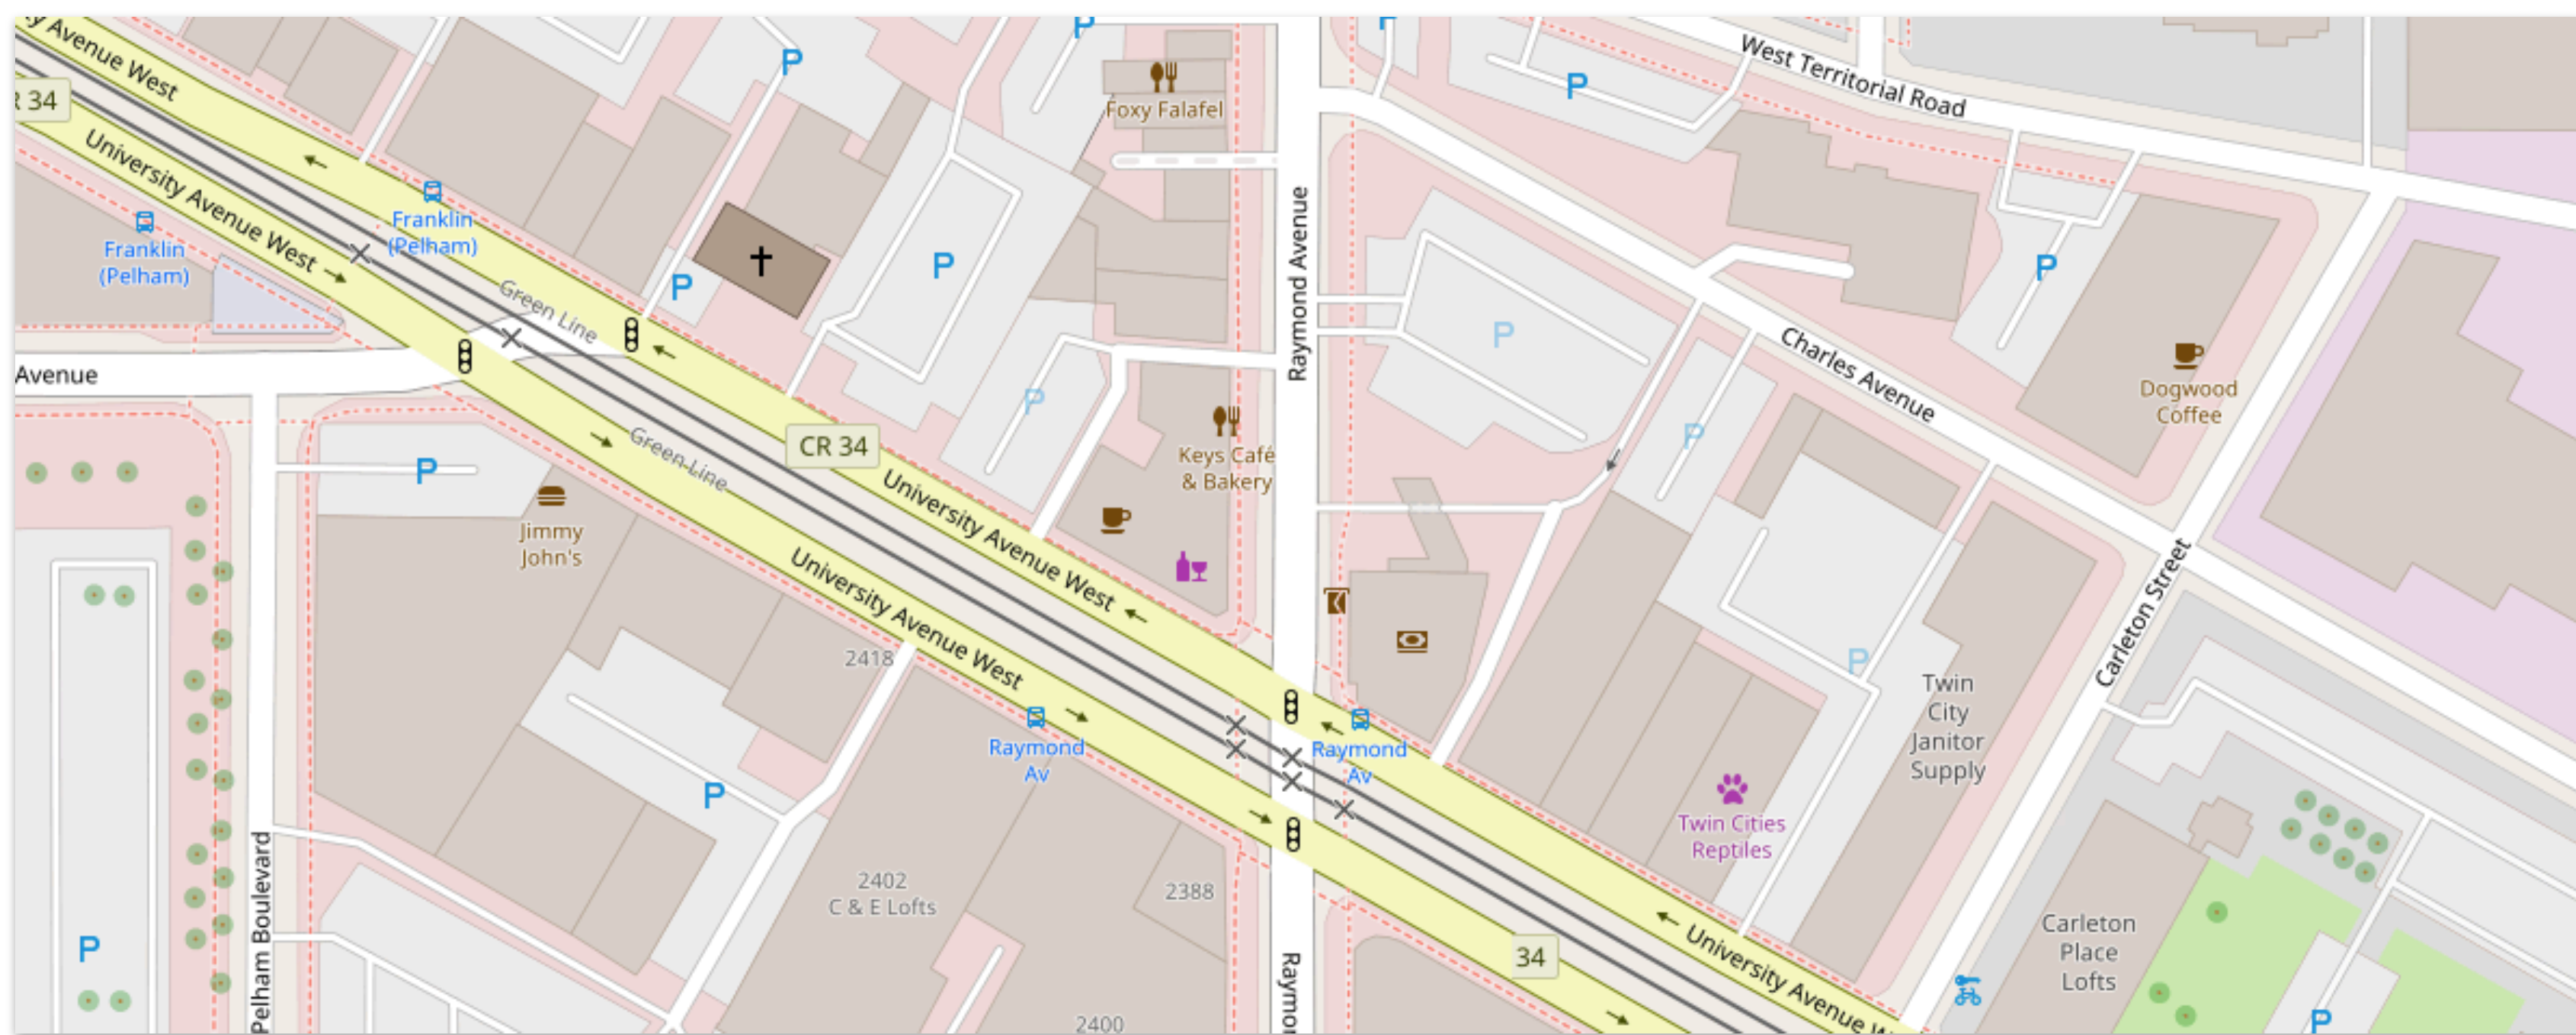 y Avenue West
R 34
University Avenue West
Franklin
(Pelham)
Franklin
(Pelham)
Green Line
Avenue
P
P
P
P
P
Foxy Falafel
P
West Territorial Road
P
P
Raymond Avenue
P
P
P
Charles Avenue
Dogwood
Coffee
P
CR 34
Green Line
University Avenue West
Keys Café
& Bakery
P
Jimmy
John's
University Avenue West
2418
Raymond
Av
Raymond
Av
P
Twin
City
Janitor
Supply
Carleton Street
Twin Cities
Reptiles
P
2402
C & E Lofts
2388
Pelham Boulevard
P
34
University Avenue W
Carleton
Place
Lofts
Raymo
2400
P